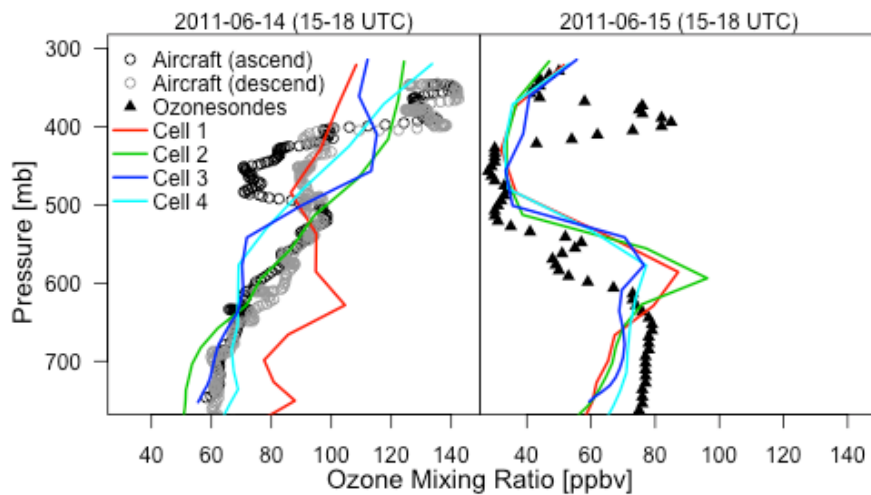 2011-06-14 (15-18 UTC) 2011-06-15 (15-18 UTC)
Aircraft (ascend)
Aircraft (descend)
Ozonesondes
Cell 1
Cell 2
Cell 3
Cell 4
Pressure [mb]
300
400
500
600
700
40 60 80 100 120 140 40 60 80 100 120 140
Ozone Mixing Ratio [ppbv]